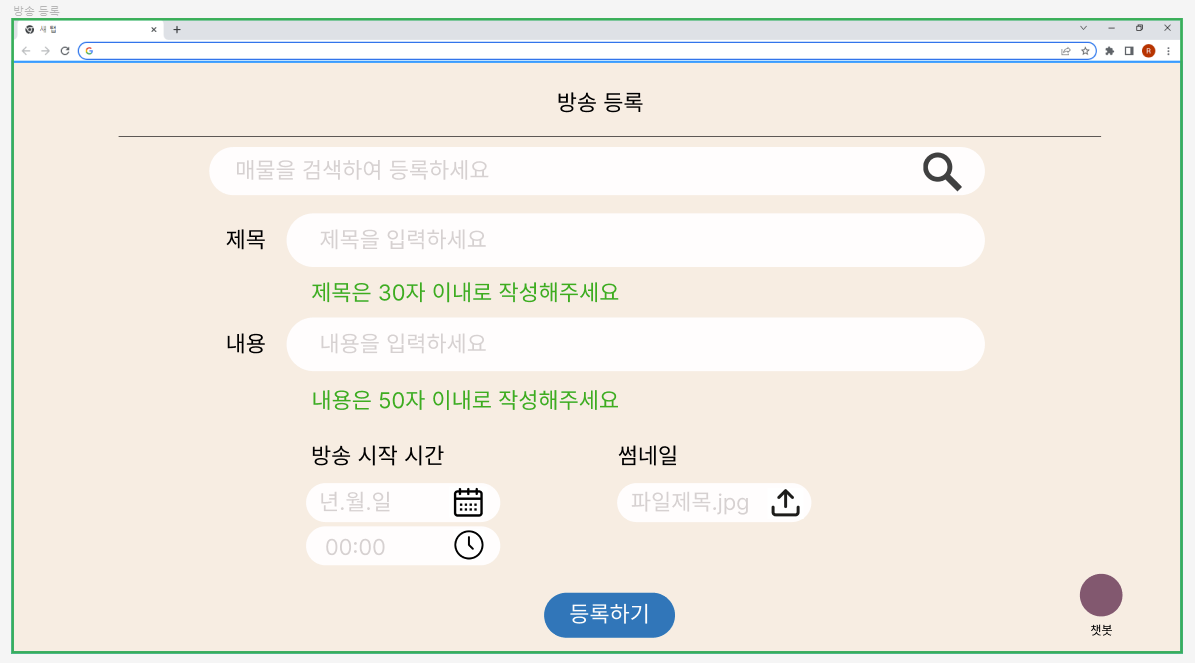 방송 등록
새 탭
방송 등록
매물을 검색하여 등록하세요
제목 제목을 입력하세요
제목은 30자 이내로 작성해주세요
내용 내용을 입력하세요
내용은 50자 이내로 작성해주세요
방송 시작 시간 썸네일
년.월.일 파일제목.jpg
00:00
등록하기
챗봇